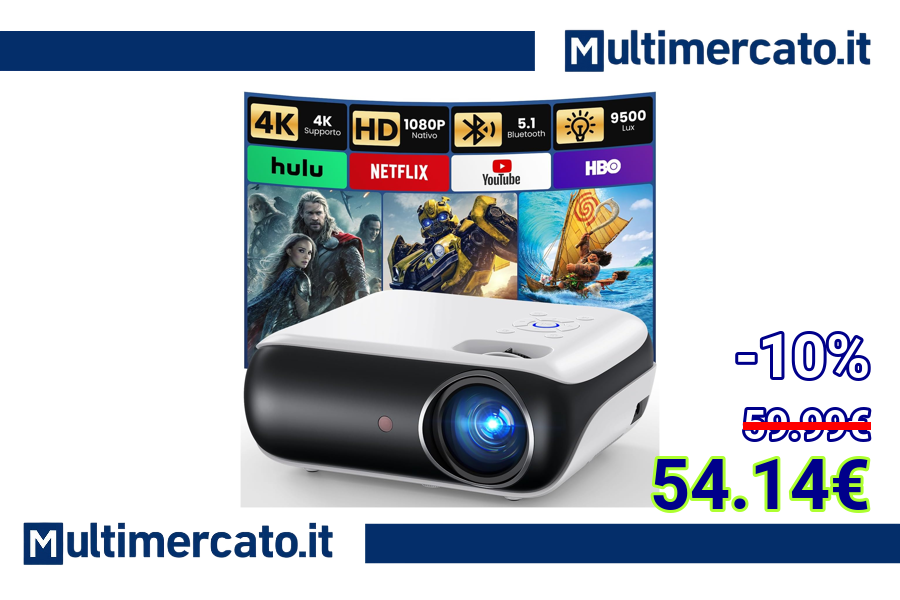 Multimercato.it
4K 4K Supporto
HD 1080P Nativo
5.1 Bluetooth
9500 Lux
hulu
NETFLIX
YouTube
HBO
-10%
59.99€
54.14€
Multimercato.it